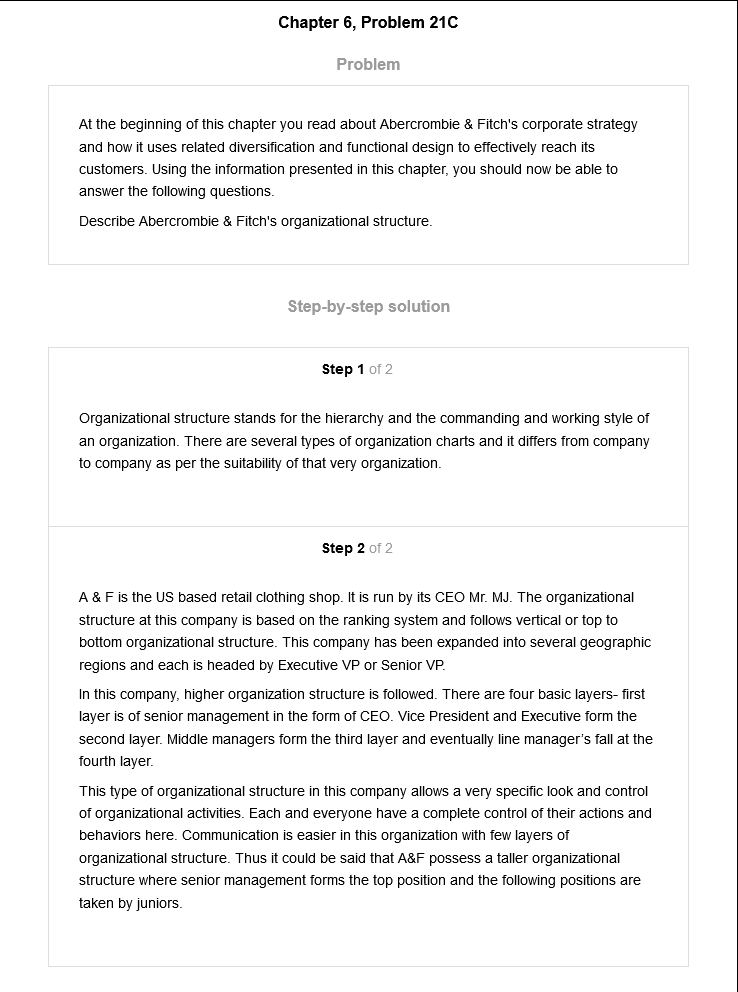 Chapter 6, Problem 21C
Problem
At the beginning of this chapter you read about Abercrombie & Fitch's corporate strategy
and how it uses related diversification and functional design to effectively reach its
customers. Using the information presented in this chapter, you should now be able to
answer the following questions.
Describe Abercrombie & Fitch's organizational structure.
Step-by-step solution
Step 1 of 2
Organizational structure stands for the hierarchy and the commanding and working style of
an organization. There are several types of organization charts and it differs from company
to company as per the suitability of that very organization.
Step 2 of 2
A & F is the US based retail clothing shop. It is run by its CEO Mr. MJ. The organizational
structure at this company is based on the ranking system and follows vertical or top to
bottom organizational structure. This company has been expanded into several geographic
regions and each is headed by Executive VP or Senior VP.
In this company, higher organization structure is followed. There are four basic layers- first
layer is of senior management in the form of CEO. Vice President and Executive form the
second layer. Middle managers form the third layer and eventually line manager’s fall at the
fourth layer.
This type of organizational structure in this company allows a very specific look and control
of organizational activities. Each and everyone have a complete control of their actions and
behaviors here. Communication is easier in this organization with few layers of
organizational structure. Thus it could be said that A&F possess a taller organizational
structure where senior management forms the top position and the following positions are
taken by juniors.